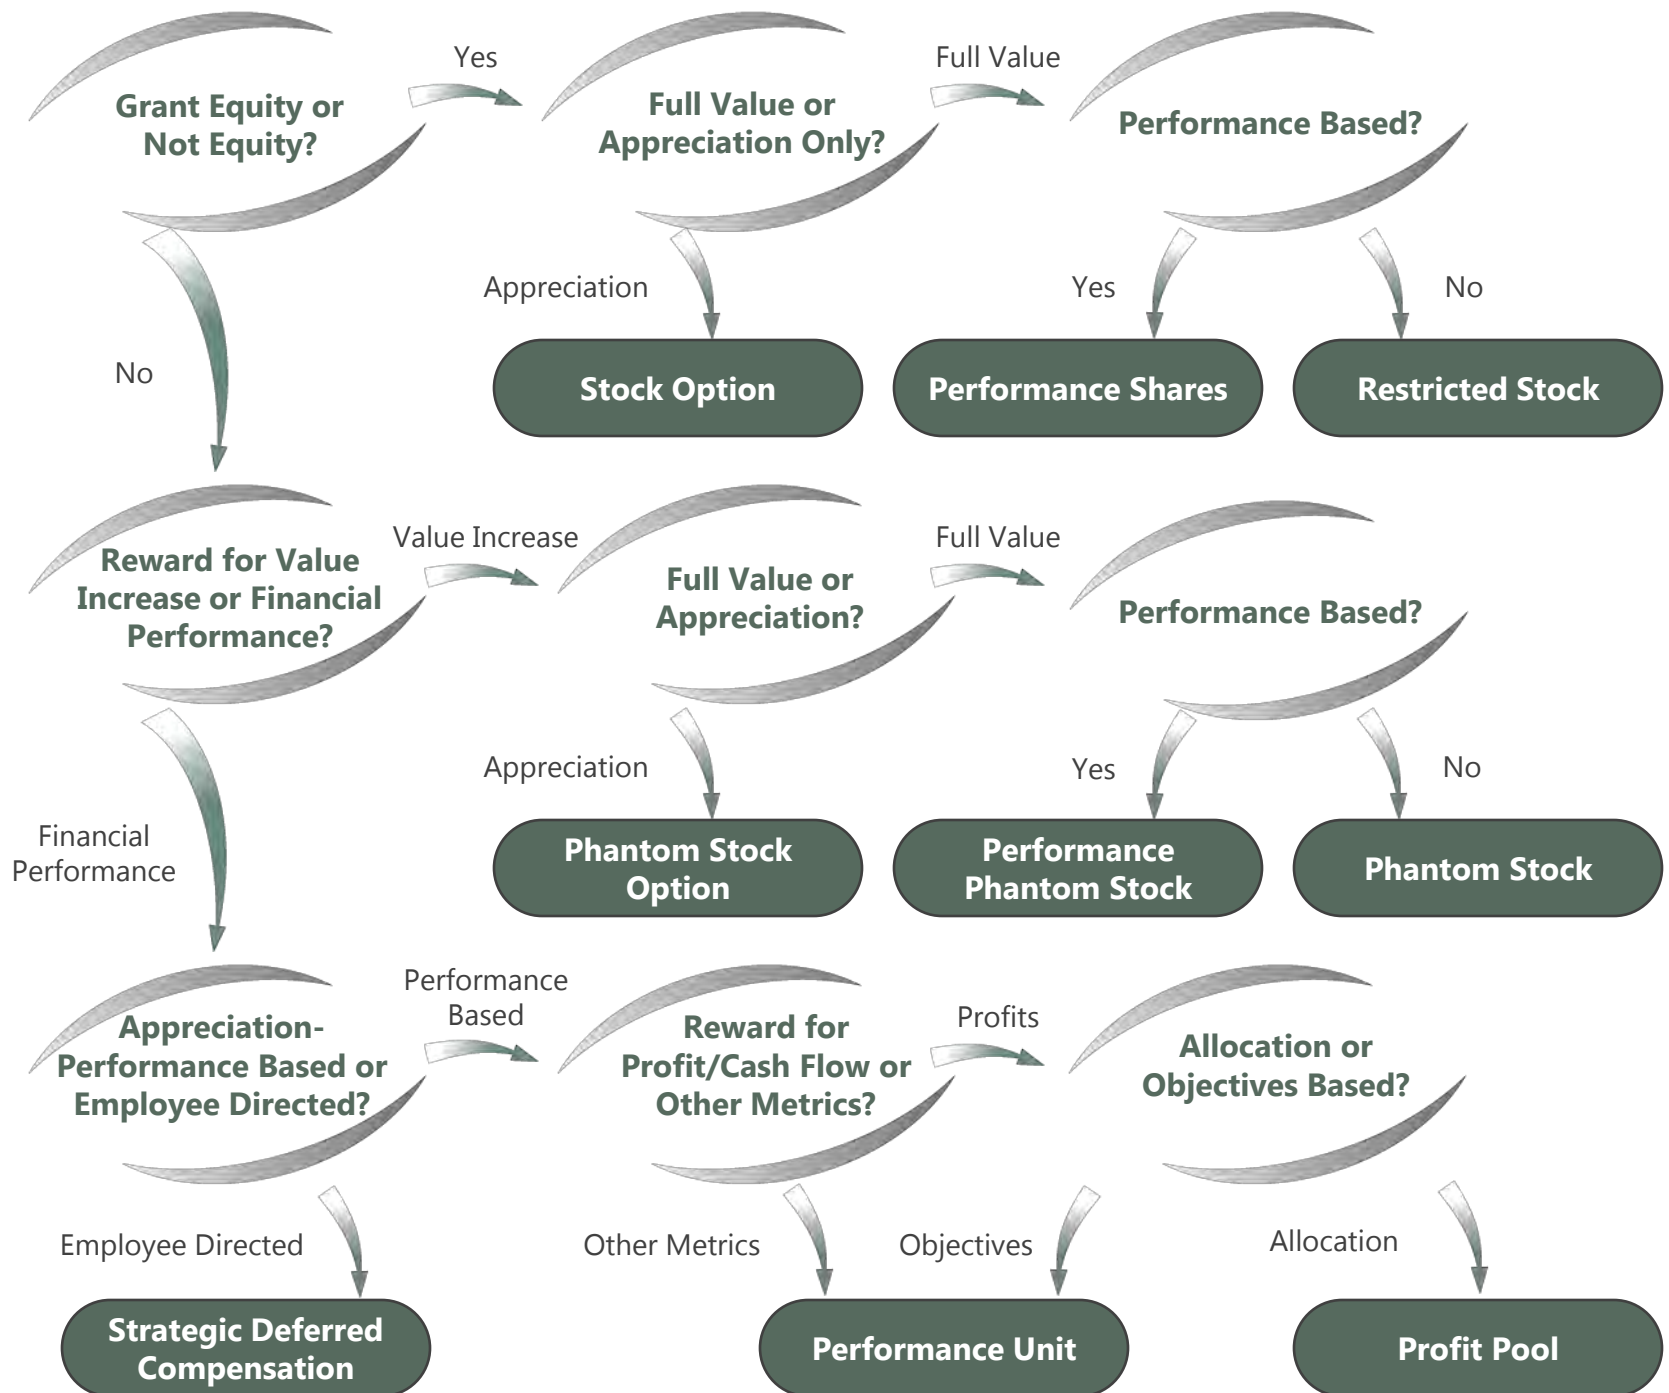 Yes
Full Value
Grant Equity or
Not Equity?
Full Value or
Appreciation Only?
Performance Based?
Appreciation
Yes
No
No
Stock Option
Performance Shares
Restricted Stock
Value Increase
Full Value
Reward for Value
Increase or Financial
Performance?
Full Value or
Appreciation?
Performance Based?
Appreciation
Yes
No
Financial
Performance
Phantom Stock
Option
Performance
Phantom Stock
Phantom Stock
Performance
Based
Profits
Appreciation-
Performance Based or
Employee Directed?
Reward for
Profit/Cash Flow or
Other Metrics?
Allocation or
Objectives Based?
Employee Directed
Other Metrics
Objectives
Allocation
Strategic Deferred
Compensation
Performance Unit
Profit Pool